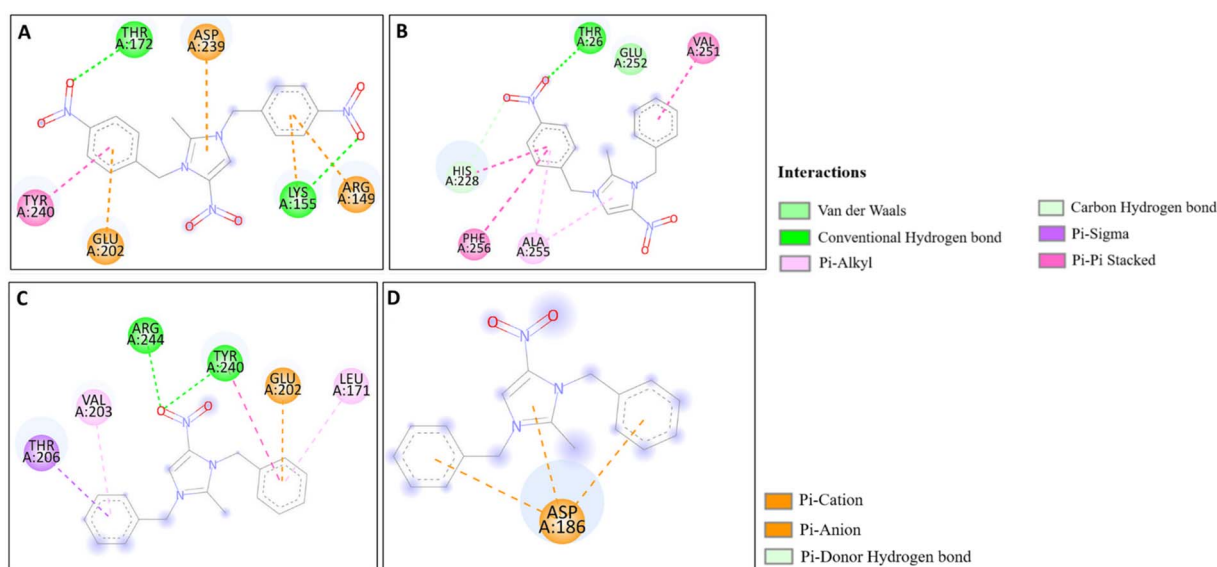 A
THR
A:172
ASP
A:239
TYR
A:240
GLU
A:202
LYS
A:155
ARG
A:149
O
N
O
N
N
N
O
O
N
O
O
B
THR
A:26
GLU
A:252
VAL
A:251
HIS
A:228
PHE
A:256
ALA
A:255
O
N
O
N
N
N
O
O
C
ARG
A:244
TYR
A:240
GLU
A:202
LEU
A:171
VAL
A:203
THR
A:206
O
O
N
N
N
D
O
O
N
N
N
ASP
A:186
Interactions
Van der Waals
Conventional Hydrogen bond
Pi-Alkyl
Carbon Hydrogen bond
Pi-Sigma
Pi-Pi Stacked
Pi-Cation
Pi-Anion
Pi-Donor Hydrogen bond